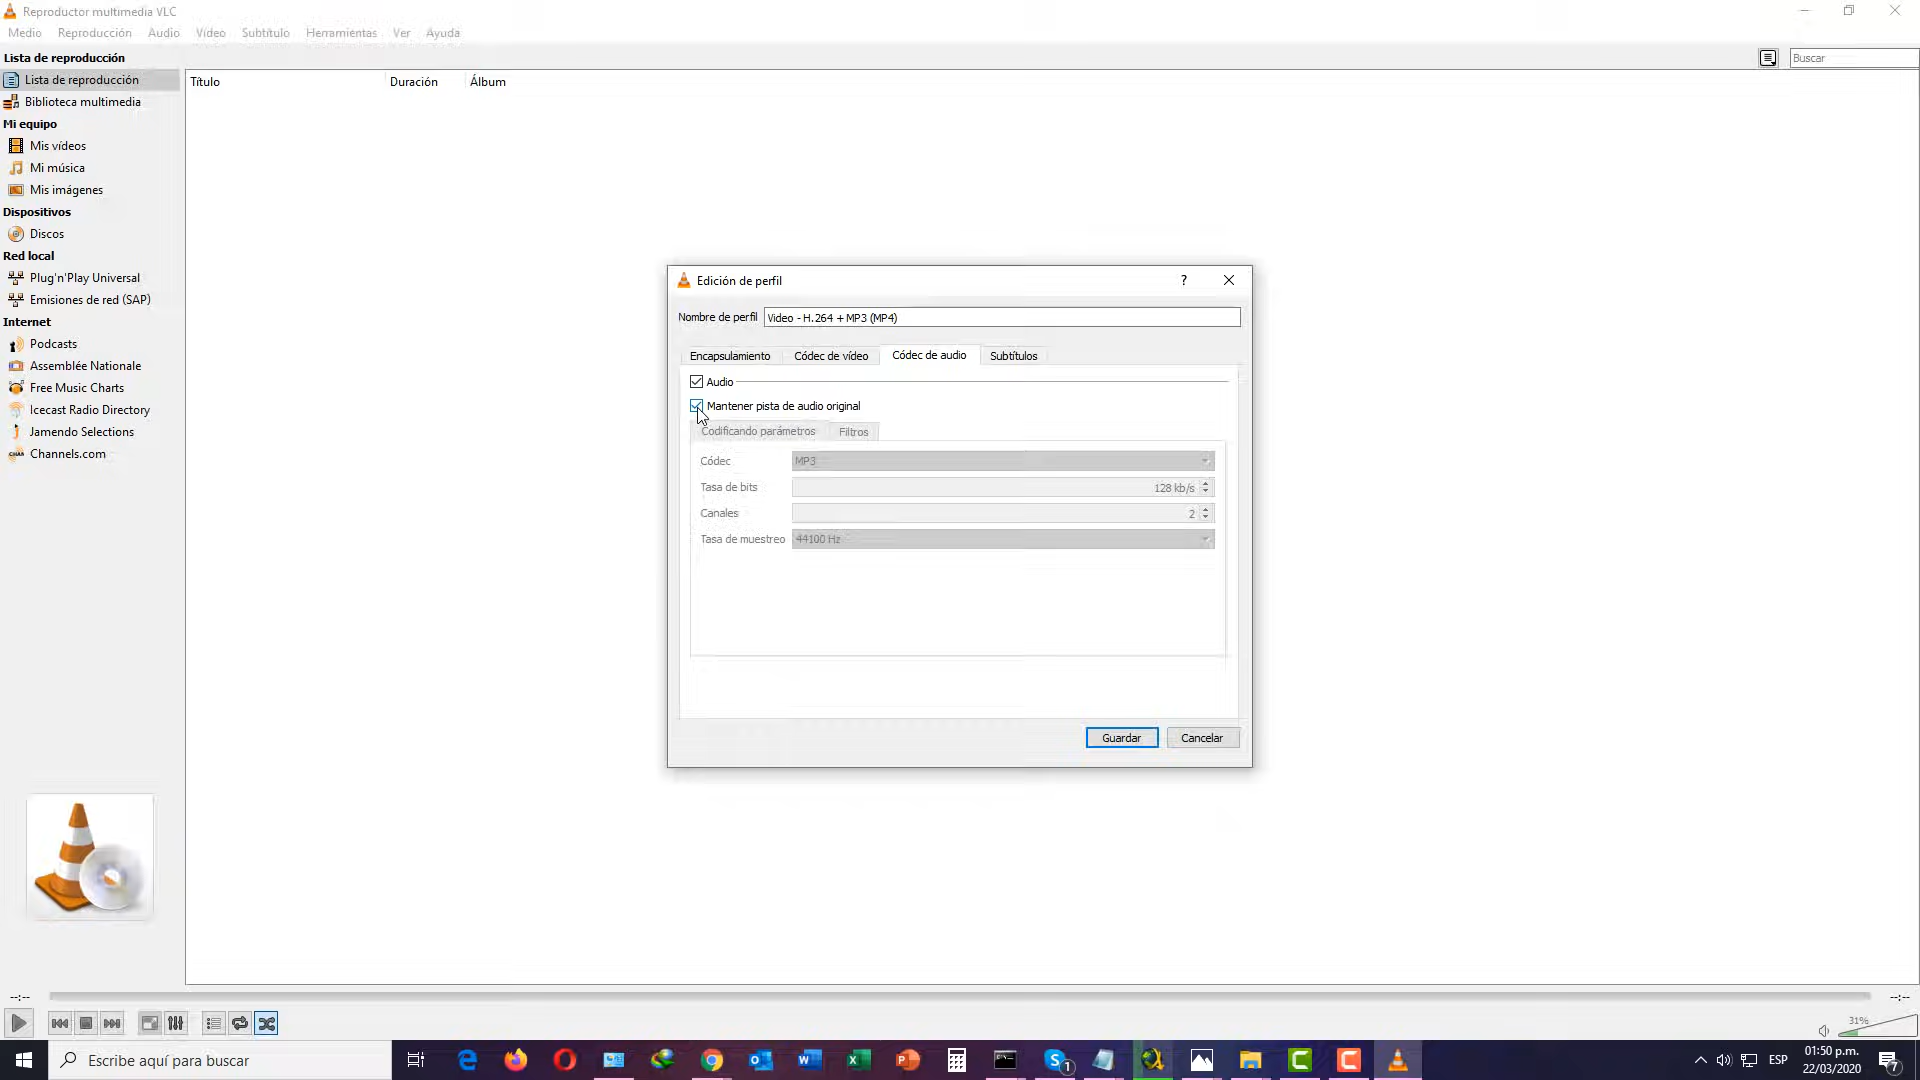 Reproductor multimedia VLC
Medio Reproducción Audio Vídeo Subtítulo Herramientas Ver Ayuda
Lista de reproducción
Buscar
Lista de reproducción
Título Duración Álbum
Biblioteca multimedia
Mi equipo
Mis vídeos
Mi música
Mis imágenes
Dispositivos
Discos
Red local
Plug'n'Play Universal
Emisiones de red (SAP)
Internet
Podcasts
Assemblée Nationale
Free Music Charts
Icecast Radio Directory
Jamendo Selections
Channels.com
Edición de perfil
?
Nombre de perfil Video - H.264 + MP3 (MP4)
Encapsulamiento Códec de vídeo Códec de audio Subtítulos
Audio
Mantener pista de audio original
Codificando parámetros Filtros
Códec MP3
Tasa de bits 128 kb/s
Canales 2
Tasa de muestreo 44100 Hz
Guardar Cancelar
--:-- --:--
31%
Escribe aquí para buscar
1
ESP
01:50 p.m.
22/03/2020
7